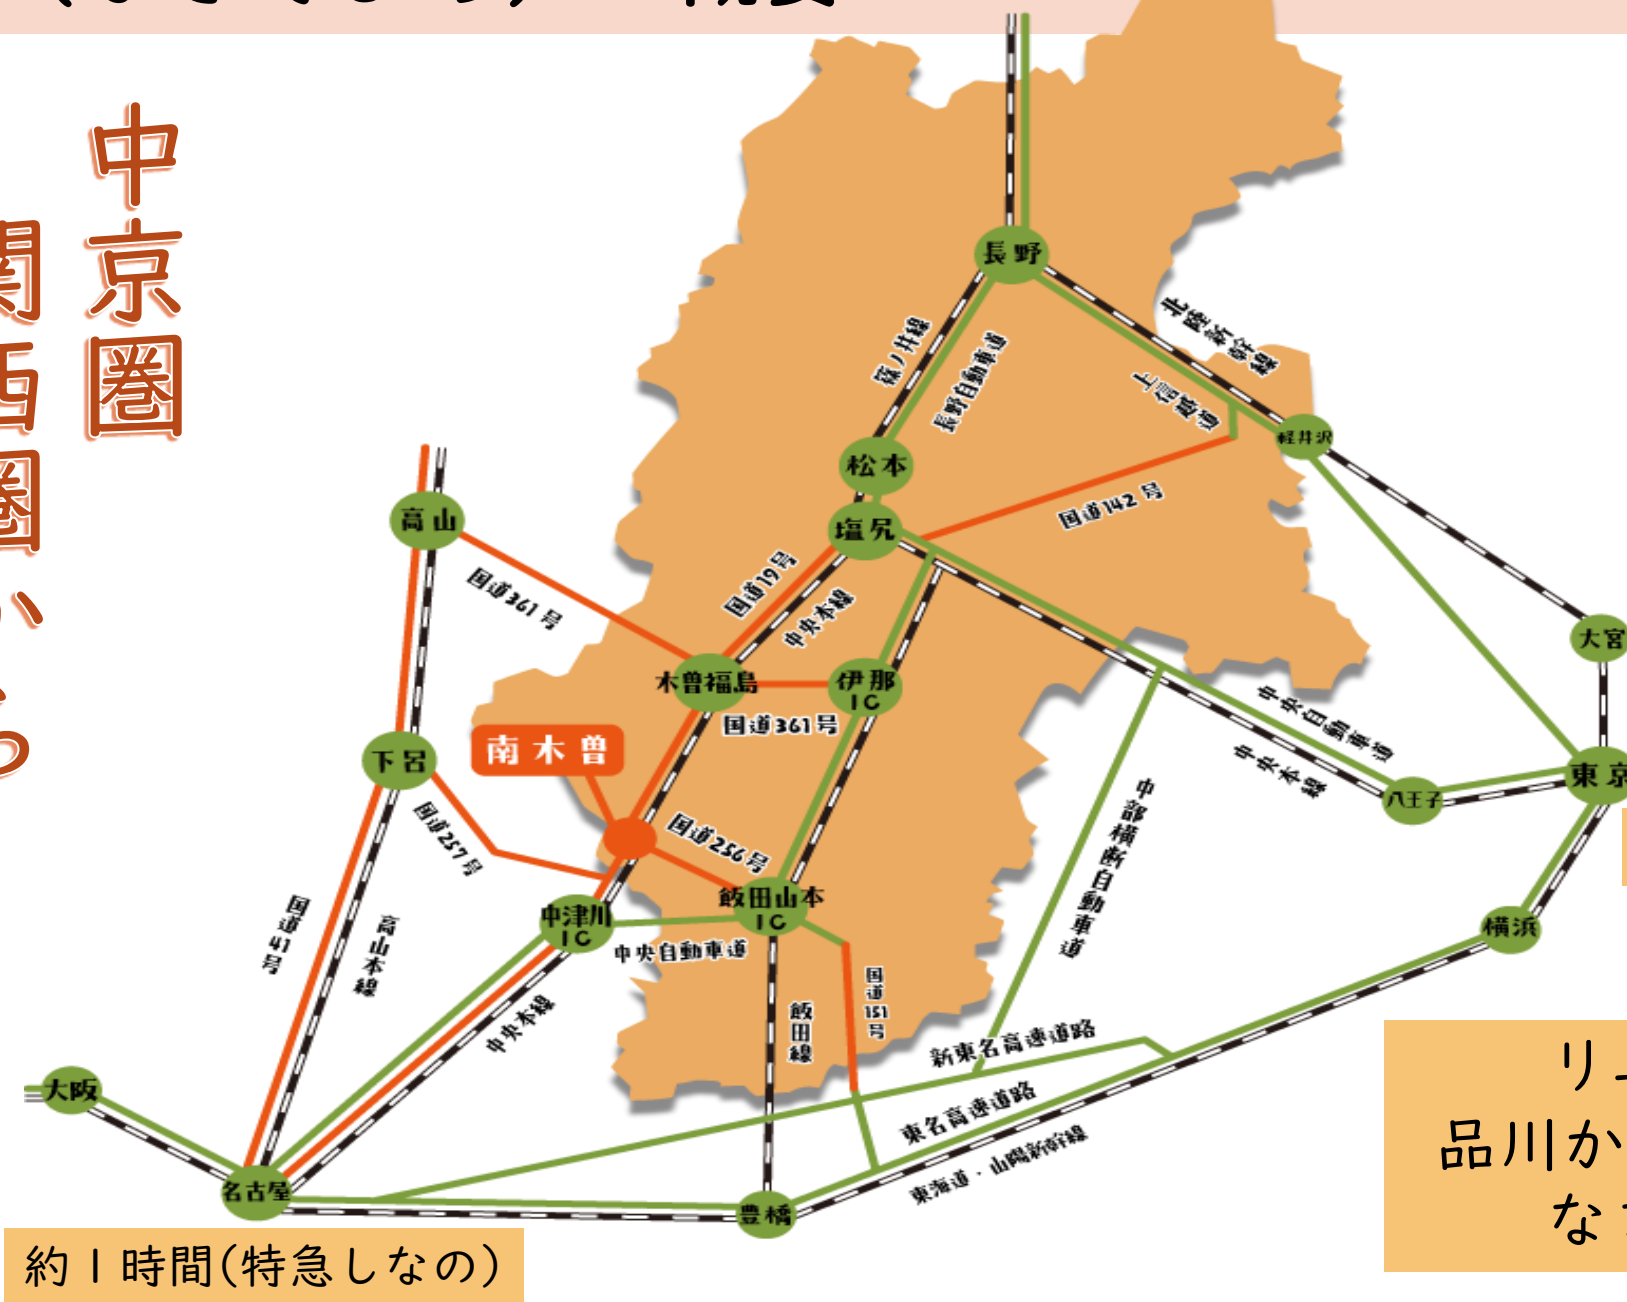 中京圏
関西圏から
長野
北陸新幹線
篠ノ井線
長野自動車道
上信越道
軽井沢
松本
塩尻
国道142号
高山
国道361号
国道19号
中央本線
大宮
木曽福島
伊那
IC
国道361号
南木曽
中央自動車道
中央本線
東京
八王子
下呂
国道257号
国道256号
中部横断自動車道
飯田山本
IC
中津川
IC
中央自動車道
横浜
国道41号
高山本線
中央本線
飯田線
国道151号
新東名高速道路
東名高速道路
東海道・山陽新幹線
大阪
名古屋
豊橋
品川か
約1時間(特急しなの)